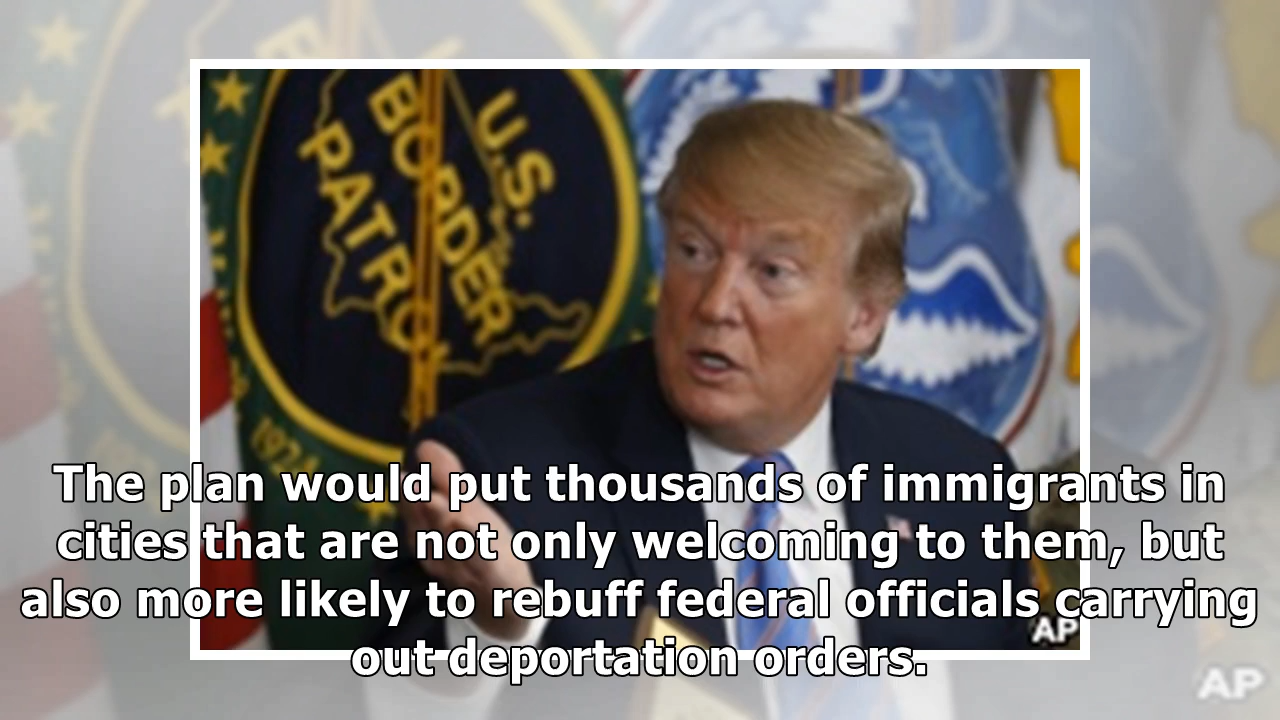 U.S.
BORDER
PATROL
1924
The plan would put thousands of immigrants in
cities that are not only welcoming to them, but
also more likely to rebuff federal officials carrying
out deportation orders.
AP
AP